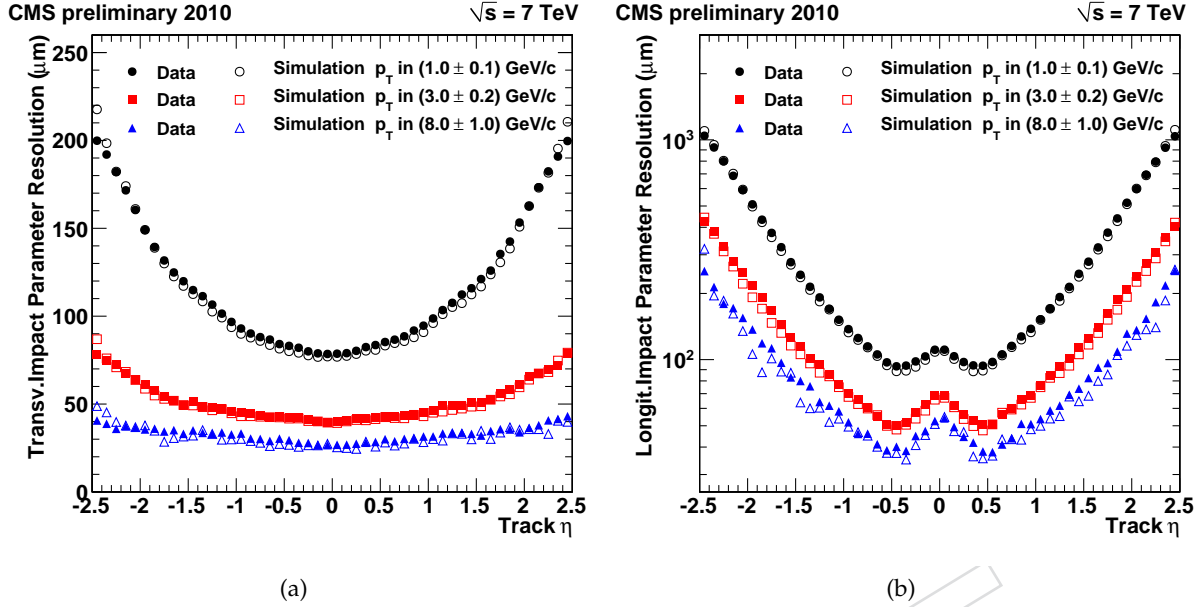 CMS preliminary 2010 √s = 7 TeV
Transv.Impact Parameter Resolution (μm)
250
200
150
100
50
0
Data Simulation p_T in (1.0 ± 0.1) GeV/c
Data Simulation p_T in (3.0 ± 0.2) GeV/c
Data Simulation p_T in (8.0 ± 1.0) GeV/c
-2.5 -2 -1.5 -1 -0.5 0 0.5 1 1.5 2 2.5
Track η
(a)
CMS preliminary 2010 √s = 7 TeV
Longit.Impact Parameter Resolution (μm)
10³
10²
Data Simulation p_T in (1.0 ± 0.1) GeV/c
Data Simulation p_T in (3.0 ± 0.2) GeV/c
Data Simulation p_T in (8.0 ± 1.0) GeV/c
-2.5 -2 -1.5 -1 -0.5 0 0.5 1 1.5 2 2.5
Track η
(b)